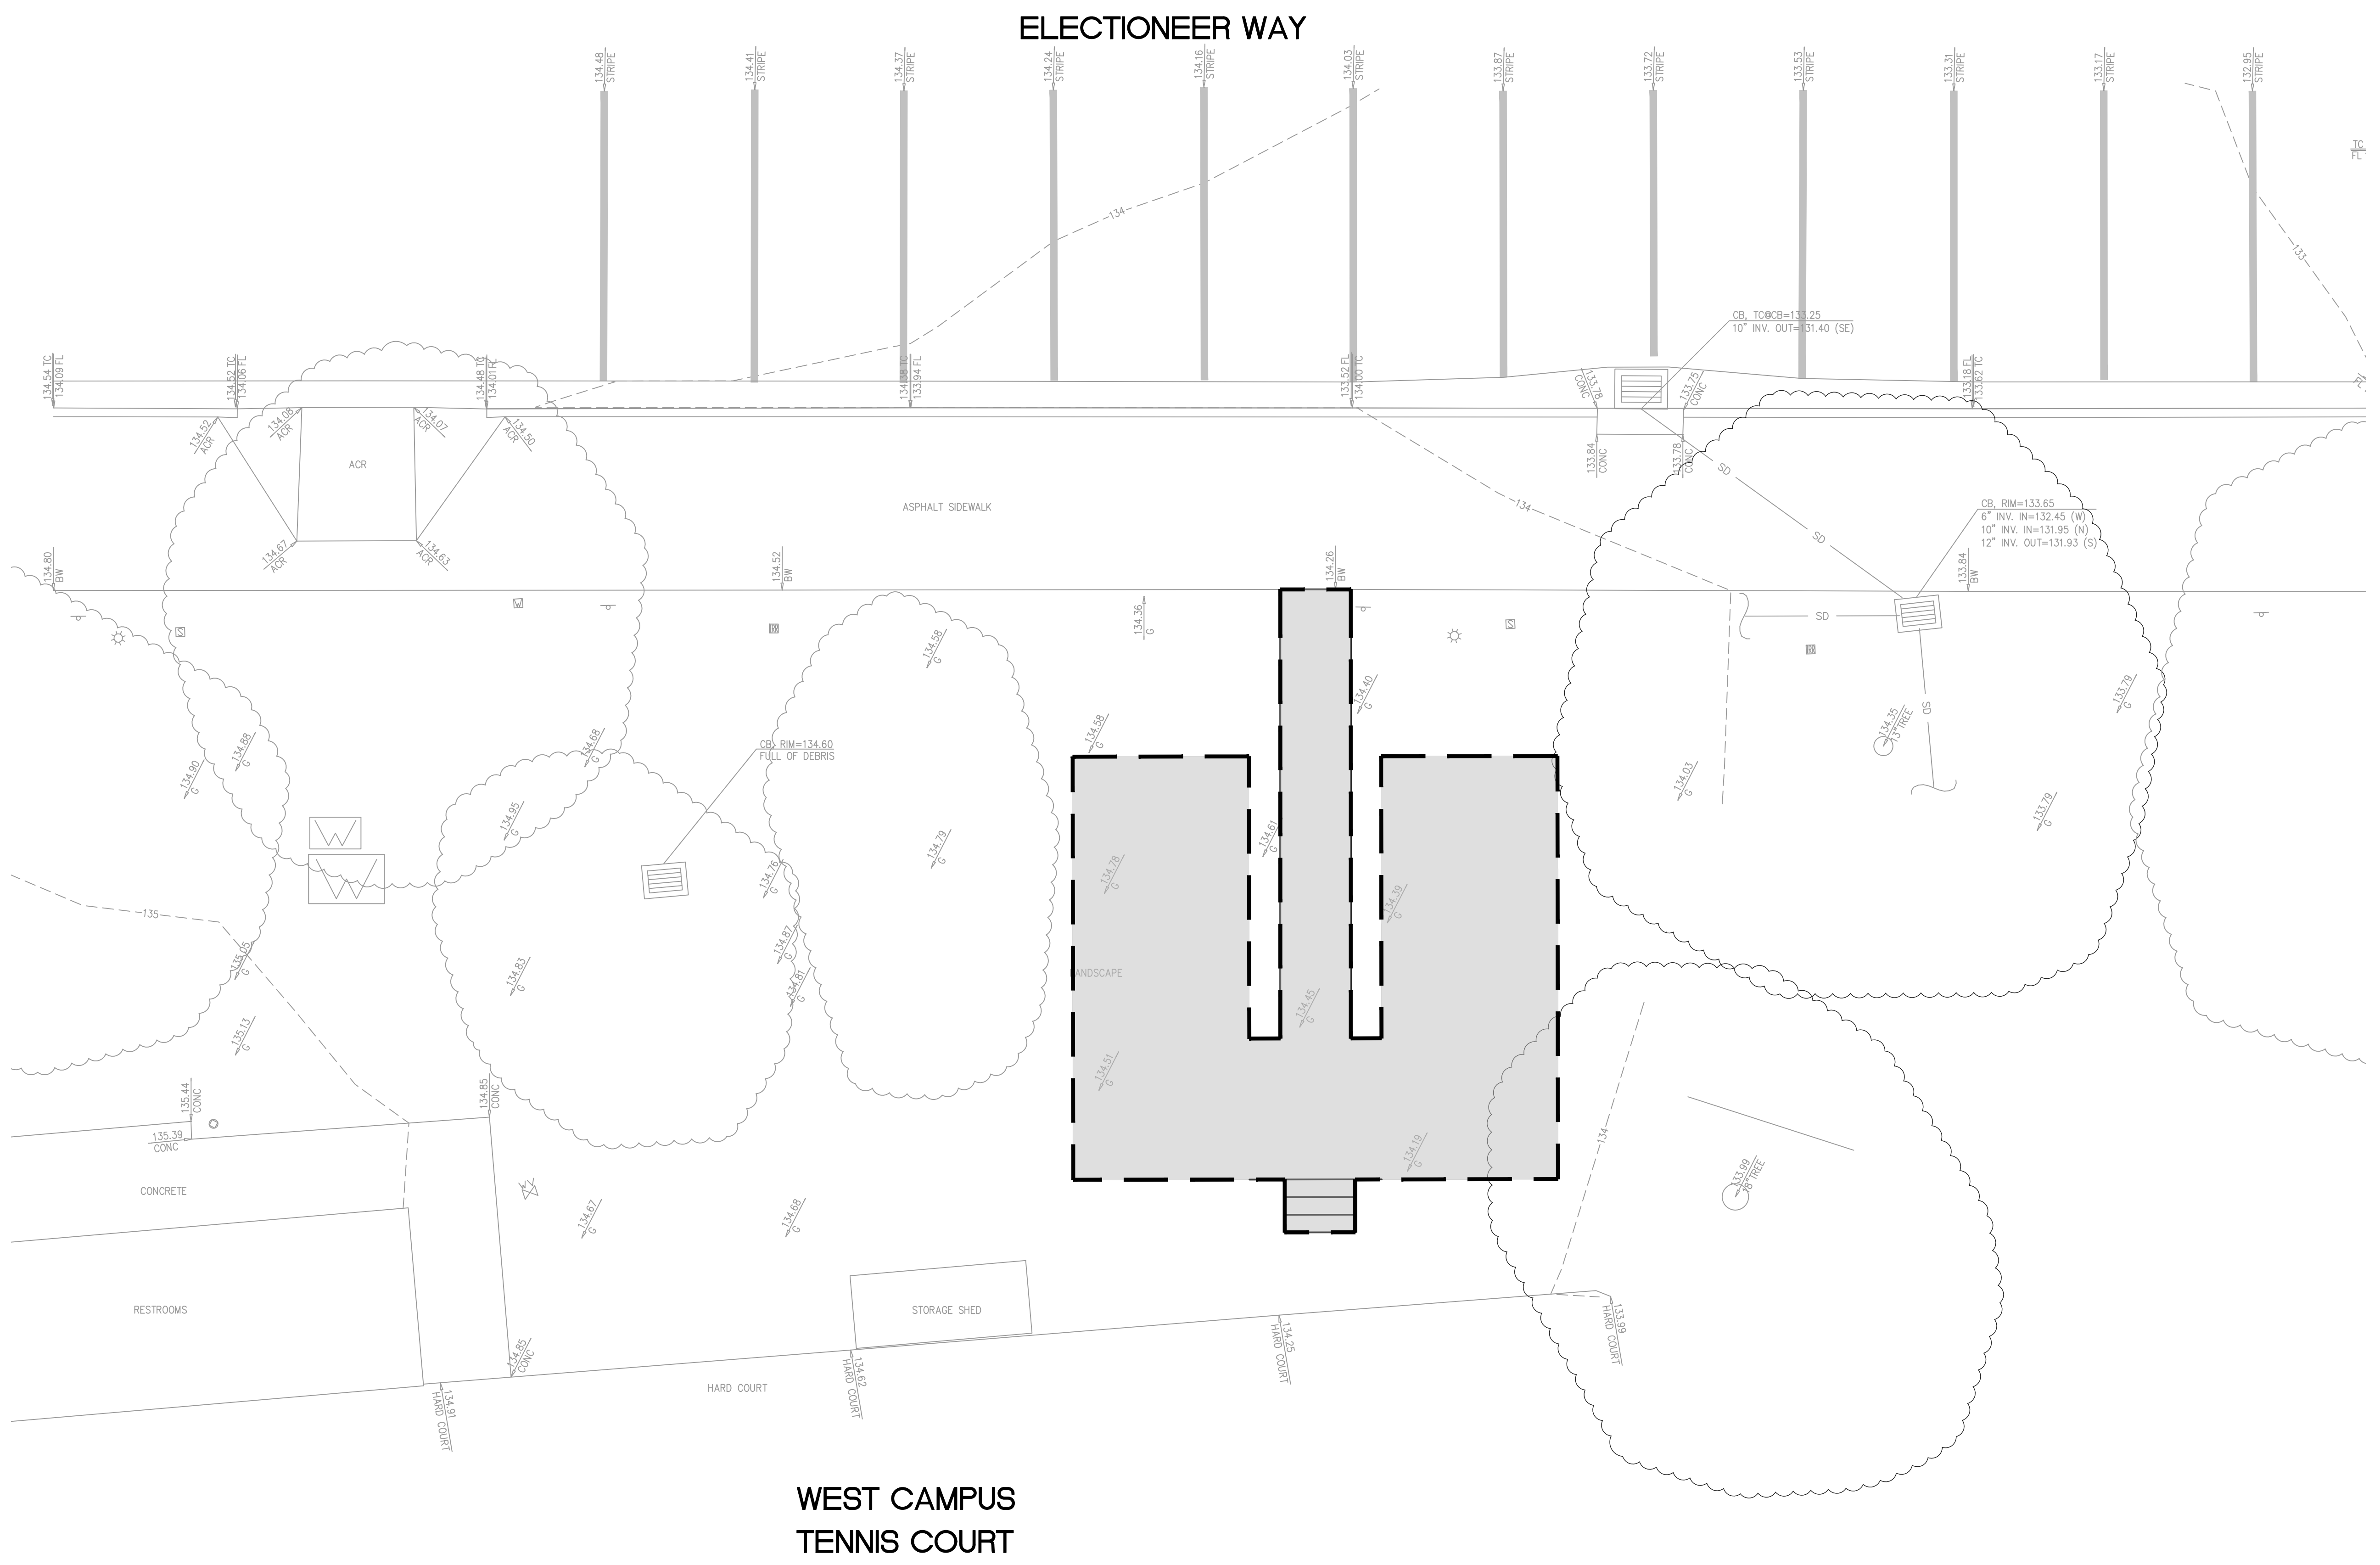 ELECTIONEER WAY
134.48
STRIPE
134.41
STRIPE
134.37
STRIPE
134.24
STRIPE
134.16
STRIPE
134.03
STRIPE
133.87
STRIPE
133.72
STRIPE
133.53
STRIPE
133.31
STRIPE
133.17
STRIPE
132.95
STRIPE
TC
FL
134
133
CB, TC@CB=133.25
10" INV. OUT=131.40 (SE)
134.54 TC
134.09 FL
134.52 TC
134.06 FL
134.48 TC
134.01 FL
134.38 TC
133.94 FL
133.52 FL
134.00 TC
133.78
CONC
133.75
CONC
133.18 FL
133.62 TC
134.52
ACR
134.08
ACR
134.07
ACR
134.50
ACR
ACR
133.84
CONC
133.78
CONC
SD
ASPHALT SIDEWALK
134
CB, RIM=133.65
6" INV. IN=132.45 (W)
10" INV. IN=131.95 (N)
12" INV. OUT=131.93 (S)
SD
134.67
ACR
134.63
ACR
134.80
BW
134.52
BW
134.26
BW
133.84
BW
W
S
134.36
G
S
SD
134.58
G
134.40
G
133.79
G
SD
134.35
13" TREE
134.58
G
134.68
G
134.88
G
134.90
G
CB, RIM=134.60
FULL OF DEBRIS
134.03
G
133.79
G
134.95
G
134.79
G
134.61
G
W
W
134.76
G
134.78
G
134.39
G
135
135.05
G
134.87
G
134.83
G
134.81
G
LANDSCAPE
134.45
G
135.13
G
134.51
G
135.44
CONC
134.85
CONC
135.39
CONC
134
134.19
G
133.99
18" TREE
CONCRETE
134.67
G
134.68
G
RESTROOMS
STORAGE SHED
134.85
CONC
134.91
HARD COURT
134.62
HARD COURT
134.25
HARD COURT
133.99
HARD COURT
HARD COURT
WEST CAMPUS
TENNIS COURT